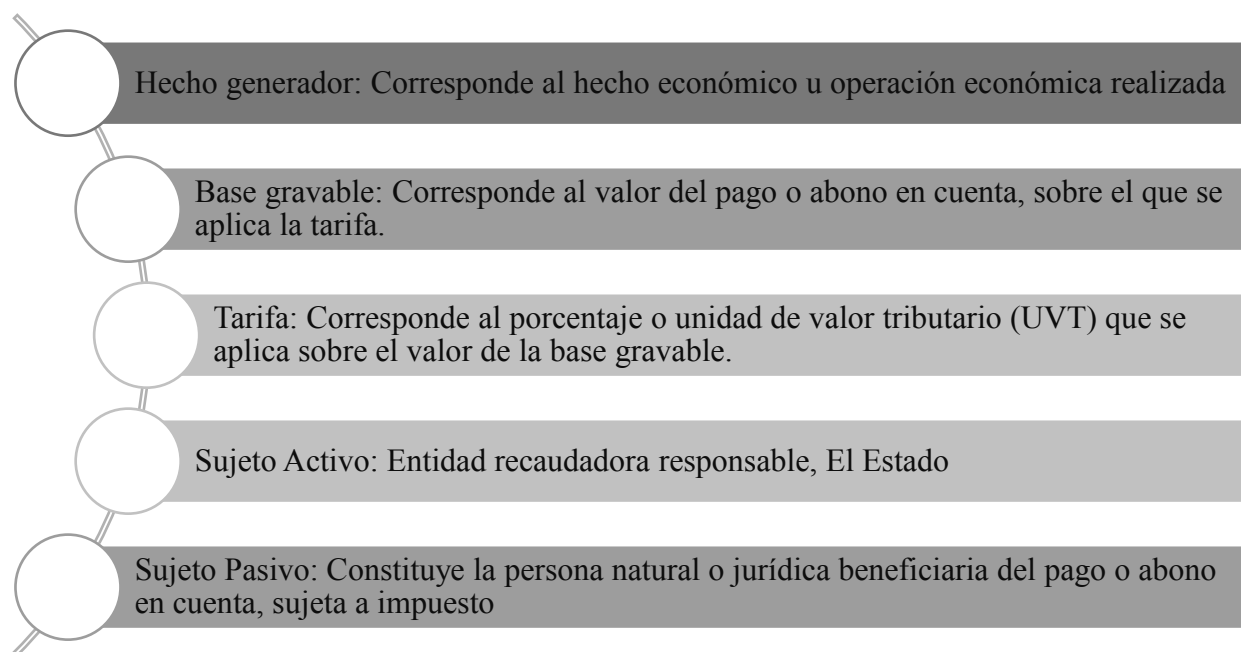 Hecho generador: Corresponde al hecho económico u operación económica realizada
Base gravable: Corresponde al valor del pago o abono en cuenta, sobre el que se
aplica la tarifa.
Tarifa: Corresponde al porcentaje o unidad de valor tributario (UVT) que se
aplica sobre el valor de la base gravable.
Sujeto Activo: Entidad recaudadora responsable, El Estado
Sujeto Pasivo: Constituye la persona natural o jurídica beneficiaria del pago o abono
en cuenta, sujeta a impuesto